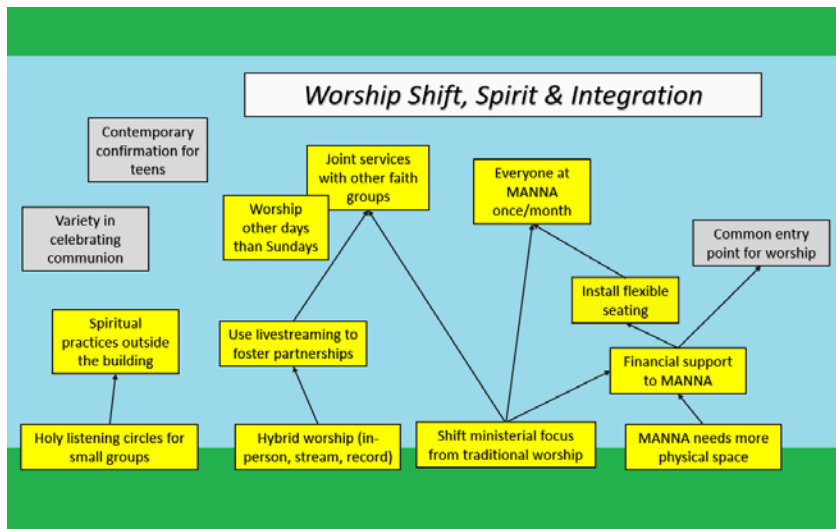 Worship Shift, Spirit & Integration
Contemporary
confirmation for
teens
Joint services
with other faith
groups
Everyone at
MANNA
once/month
Variety in
celebrating
communion
Worship
other days
than Sundays
Common entry
point for worship
Install flexible
seating
Spiritual
practices outside
the building
Use livestreaming to
foster partnerships
Financial support
to MANNA
Holy listening circles for
small groups
Hybrid worship (in-
person, stream, record)
Shift ministerial focus
from traditional worship
MANNA needs more
physical space